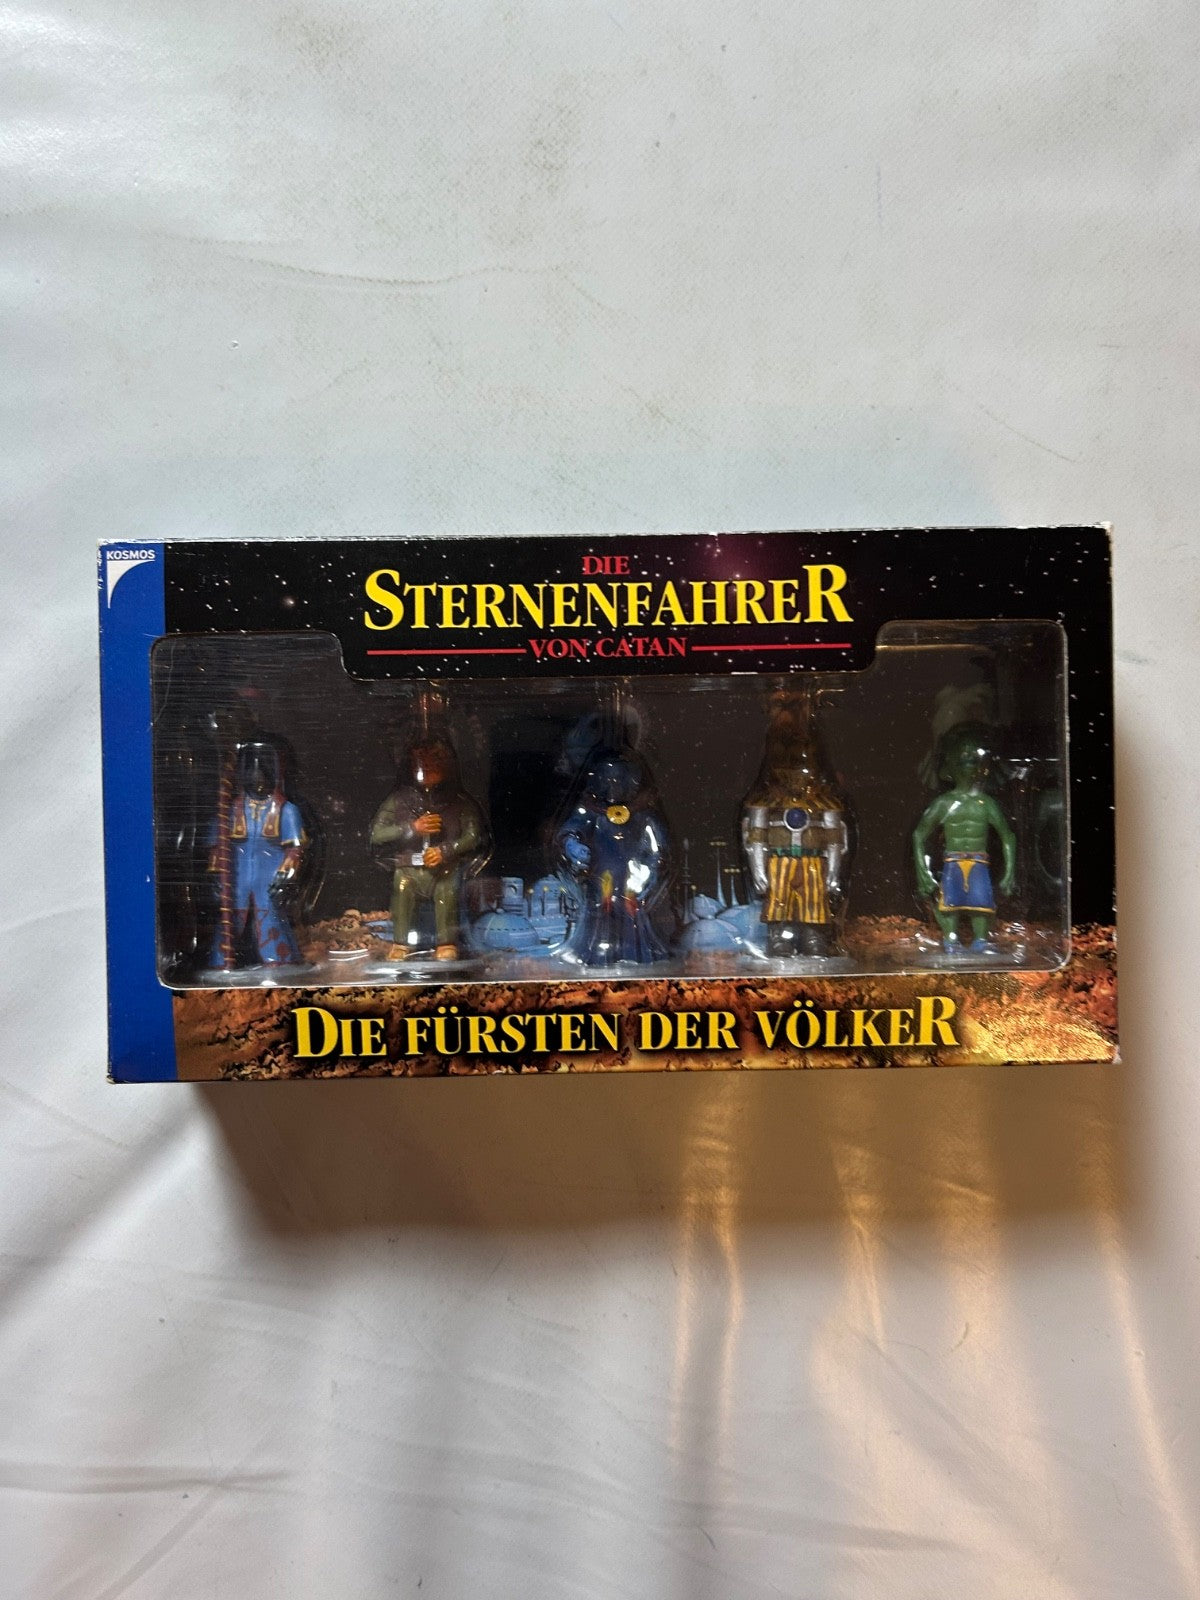 KOSMOS
DIE
STERNENFAHRER
VON CATAN
DIE FÜRSTEN DER VÖLKER